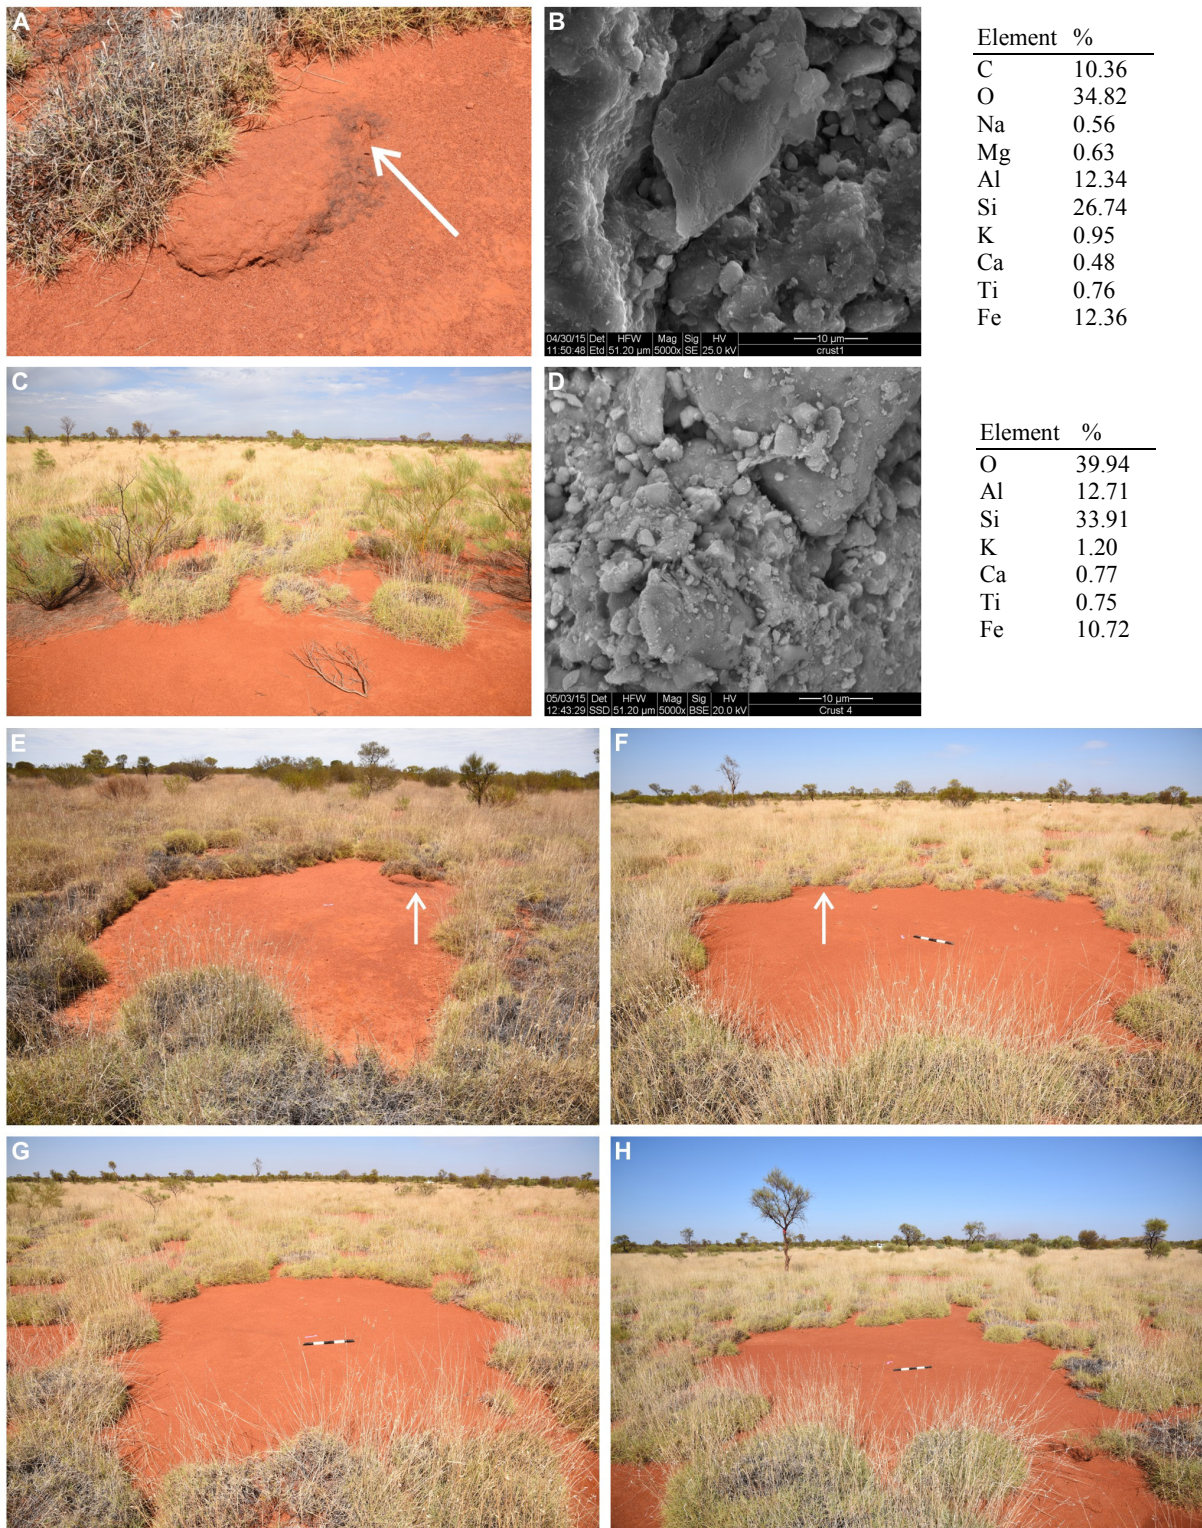 A
B
04/30/15 Det HFW Mag Sig HV 10 µm
11:50:48 Etd 51.20 µm 5000x SE 25.0 kV crust1
Element %
C 10.36
O 34.82
Na 0.56
Mg 0.63
Al 12.34
Si 26.74
K 0.95
Ca 0.48
Ti 0.76
Fe 12.36
C
D
05/03/15 Det HFW Mag Sig HV 10 µm
12:43:29 SSD 51.20 µm 5000x BSE 20.0 kV Crust 4
Element %
O 39.94
Al 12.71
Si 33.91
K 1.20
Ca 0.77
Ti 0.75
Fe 10.72
E
F
G
H